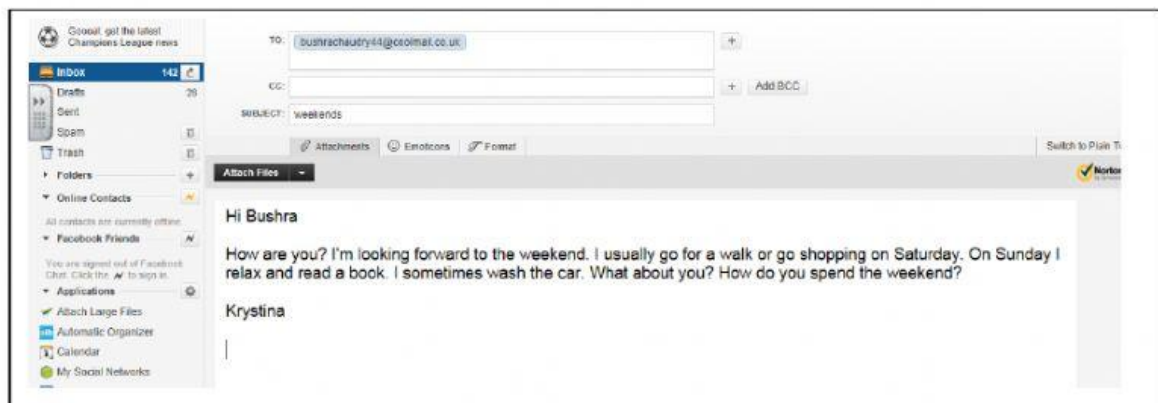 Goooal, get the latest
Champions League news
Inbox 142
Drafts 26
Sent
Spam
Trash
Folders
Online Contacts
All contacts are currently offline
Facebook Friends
You are signed out of Facebook
Chat. Click the to sign in.
Applications
Attach Large Files
Automatic Organizer
Calendar
My Social Networks
TO: bushrachaudry44@coolmail.co.uk +
CC: + Add BCC
SUBJECT: weekends
Attachments Emoticons Format Switch to Plain
Attach Files Norton
Hi Bushra
How are you? I'm looking forward to the weekend. I usually go for a walk or go shopping on Saturday. On Sunday I
relax and read a book. I sometimes wash the car. What about you? How do you spend the weekend?
Krystina